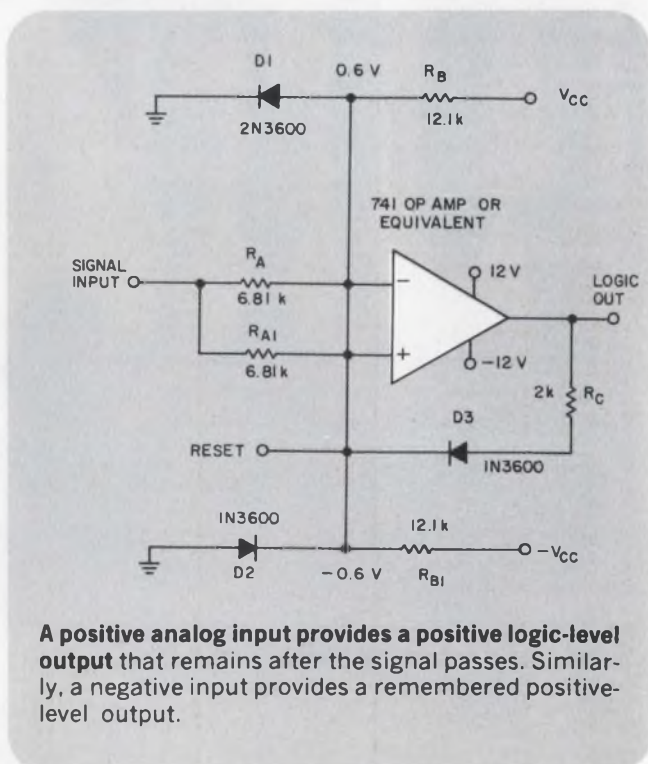 D1
0.6 V
RB
VCC
2N3600
12.1k
741 OP AMP OR
EQUIVALENT
SIGNAL
INPUT
RA
6.81 k
RA1
6.81k
−
+
12 V
−12 V
LOGIC
OUT
2k
RC
D3
RESET
1N3600
1N3600
12.1k
D2
−0.6 V
RB1
−VCC
A positive analog input provides a positive logic-level
output that remains after the signal passes. Similar-
ly, a negative input provides a remembered positive-
level output.